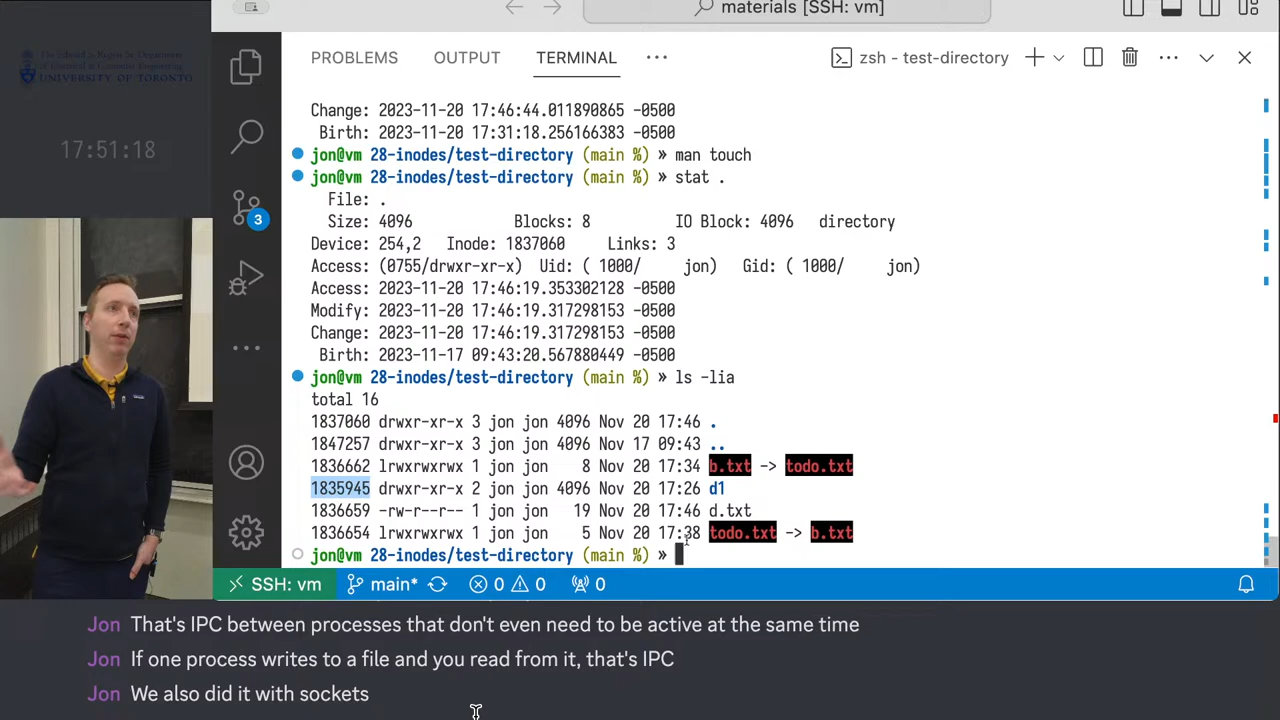 The Edward S. Rogers Sr. Department
of Electrical & Computer Engineering
UNIVERSITY OF TORONTO
17:51:18
materials [SSH: vm]
PROBLEMS OUTPUT TERMINAL ··· zsh - test-directory
Change: 2023-11-20 17:46:44.011890865 -0500
Birth: 2023-11-20 17:31:18.256166383 -0500
jon@vm 28-inodes/test-directory (main %) » man touch
jon@vm 28-inodes/test-directory (main %) » stat .
File: .
Size: 4096 Blocks: 8 IO Block: 4096 directory
Device: 254,2 Inode: 1837060 Links: 3
Access: (0755/drwxr-xr-x) Uid: ( 1000/ jon) Gid: ( 1000/ jon)
Access: 2023-11-20 17:46:19.353302128 -0500
Modify: 2023-11-20 17:46:19.317298153 -0500
Change: 2023-11-20 17:46:19.317298153 -0500
Birth: 2023-11-17 09:43:20.567880449 -0500
jon@vm 28-inodes/test-directory (main %) » ls -lia
total 16
1837060 drwxr-xr-x 3 jon jon 4096 Nov 20 17:46 .
1847257 drwxr-xr-x 3 jon jon 4096 Nov 17 09:43 ..
1836662 lrwxrwxrwx 1 jon jon 8 Nov 20 17:34 b.txt -> todo.txt
1835945 drwxr-xr-x 2 jon jon 4096 Nov 20 17:26 d1
1836659 -rw-r--r-- 1 jon jon 19 Nov 20 17:46 d.txt
1836654 lrwxrwxrwx 1 jon jon 5 Nov 20 17:38 todo.txt -> b.txt
jon@vm 28-inodes/test-directory (main %) »
3
SSH: vm main* 0 0 0
Jon That's IPC between processes that don't even need to be active at the same time
Jon If one process writes to a file and you read from it, that's IPC
Jon We also did it with sockets